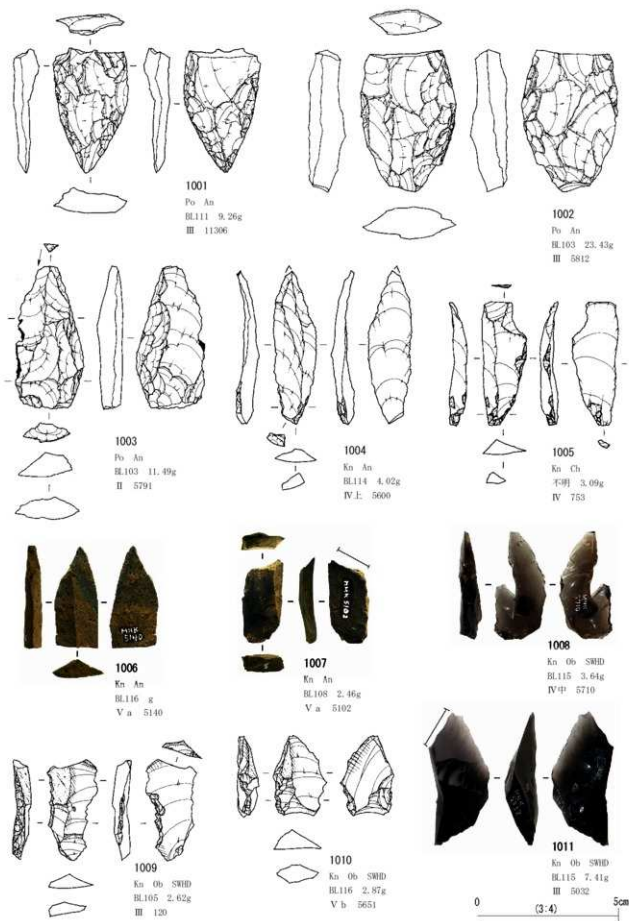 1001
Po An
BL111 9.26g
Ⅲ 11306
1002
Po An
BL103 23.43g
Ⅲ 5812
1003
Po An
BL103 11.49g
Ⅱ 5791
1004
Kn An
BL114 4.02g
Ⅳ上 5600
1005
Kn Ch
不明 3.09g
Ⅳ 753
MHK
5140
1006
Kn An
BL116 g
Ⅴa 5140
MHK 5102
1007
Kn An
BL108 2.46g
Ⅴa 5102
1008
Kn Ob SWHD
BL115 3.64g
Ⅳ中 5710
1009
Kn Ob SWHD
BL105 2.62g
Ⅲ 120
1010
Kn Ob SWHD
BL116 2.87g
Ⅴb 5651
1011
Kn Ob SWHD
BL115 7.41g
Ⅲ 5032
0 (3:4) 5cm